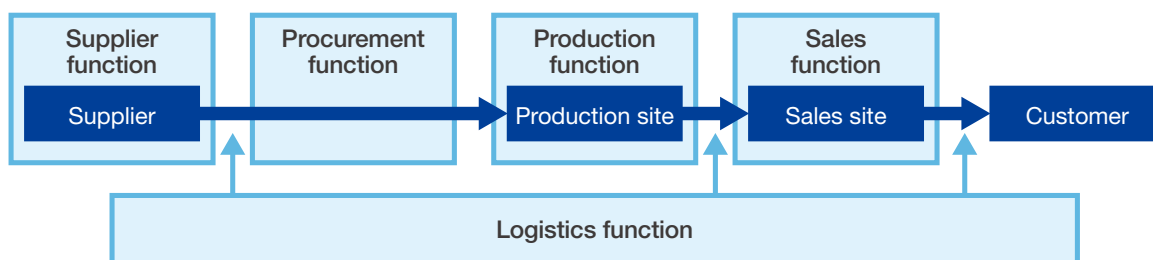 Supplier
function
Procurement
function
Production
function
Sales
function
Supplier
Production site
Sales site
Customer
Logistics function